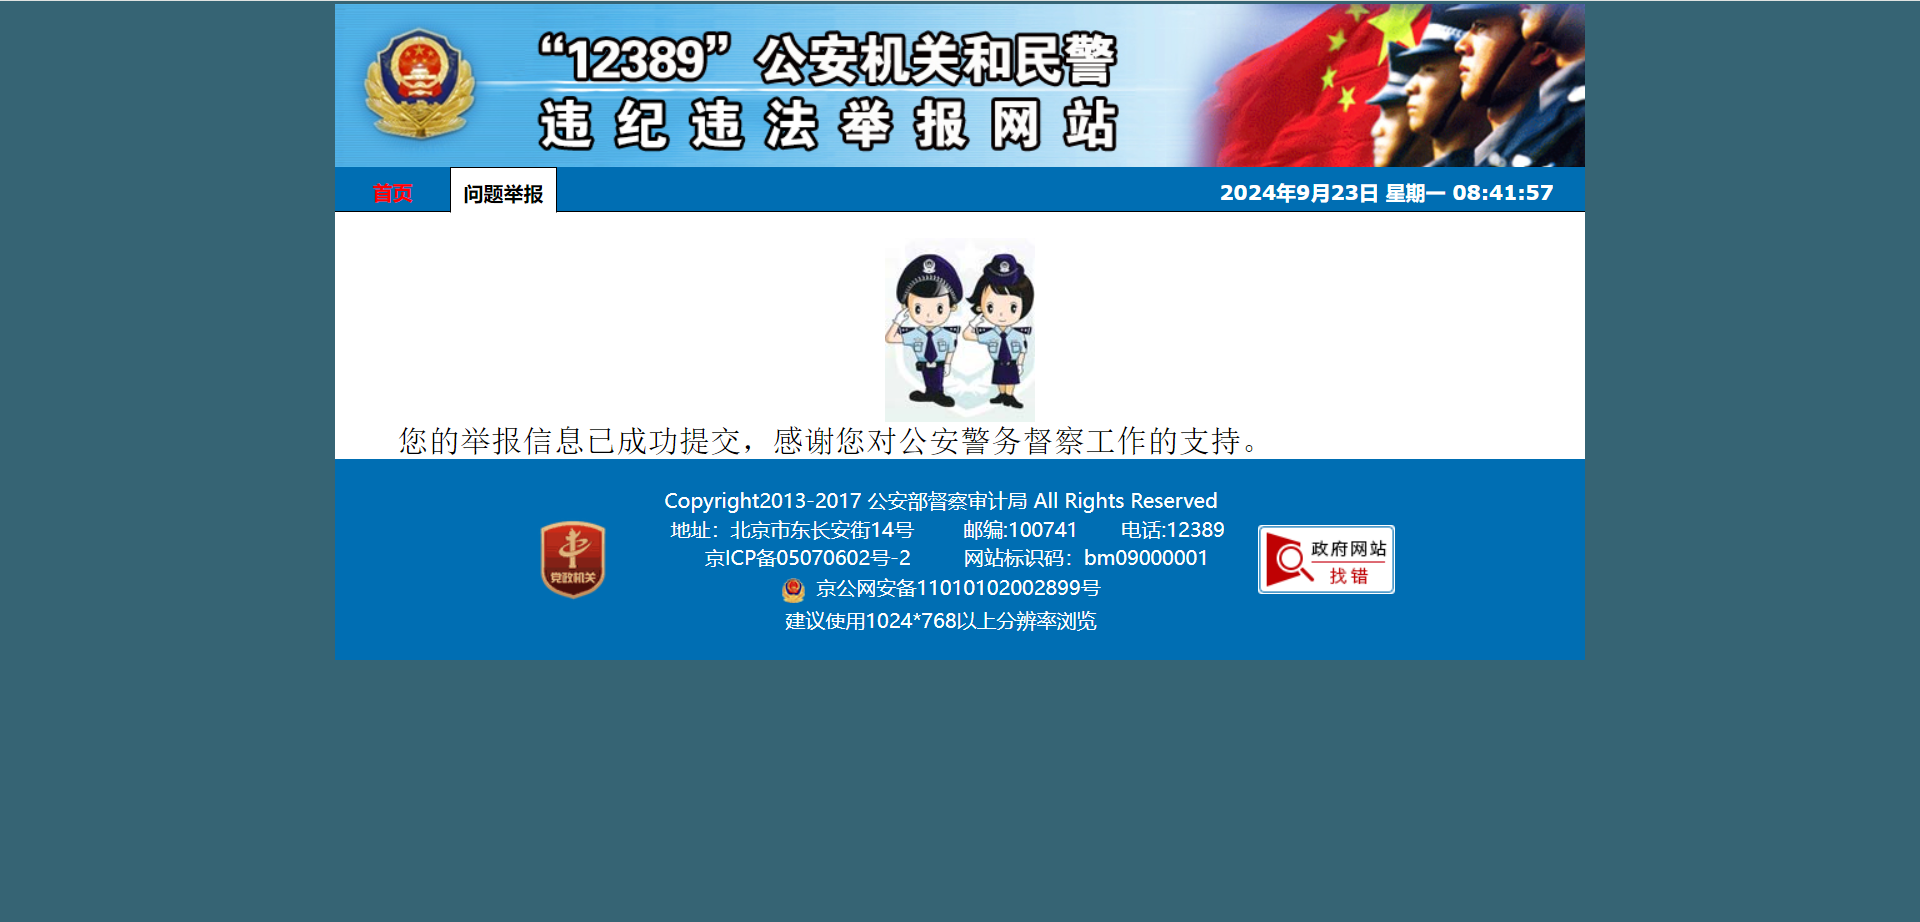 “12389”公安机关和民警
违纪违法举报网站
首页 问题举报 2024年9月23日 星期一 08:41:57
您的举报信息已成功提交，感谢您对公安警务督察工作的支持。
Copyright2013-2017 公安部督察审计局 All Rights Reserved
地址：北京市东长安街14号 邮编:100741 电话:12389
京ICP备05070602号-2 网站标识码：bm09000001
京公网安备11010102002899号
建议使用1024*768以上分辨率浏览
党政机关
政府网站
找错